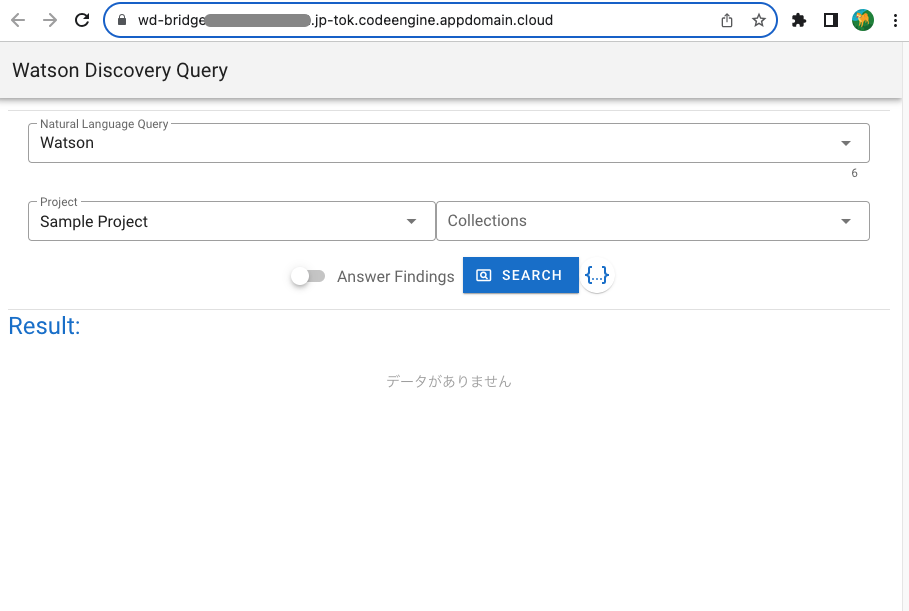 wd-bridge .jp-tok.codeengine.appdomain.cloud
Watson Discovery Query
Natural Language Query
Watson
6
Project
Sample Project
Collections
Answer Findings SEARCH {...}
Result:
データがありません